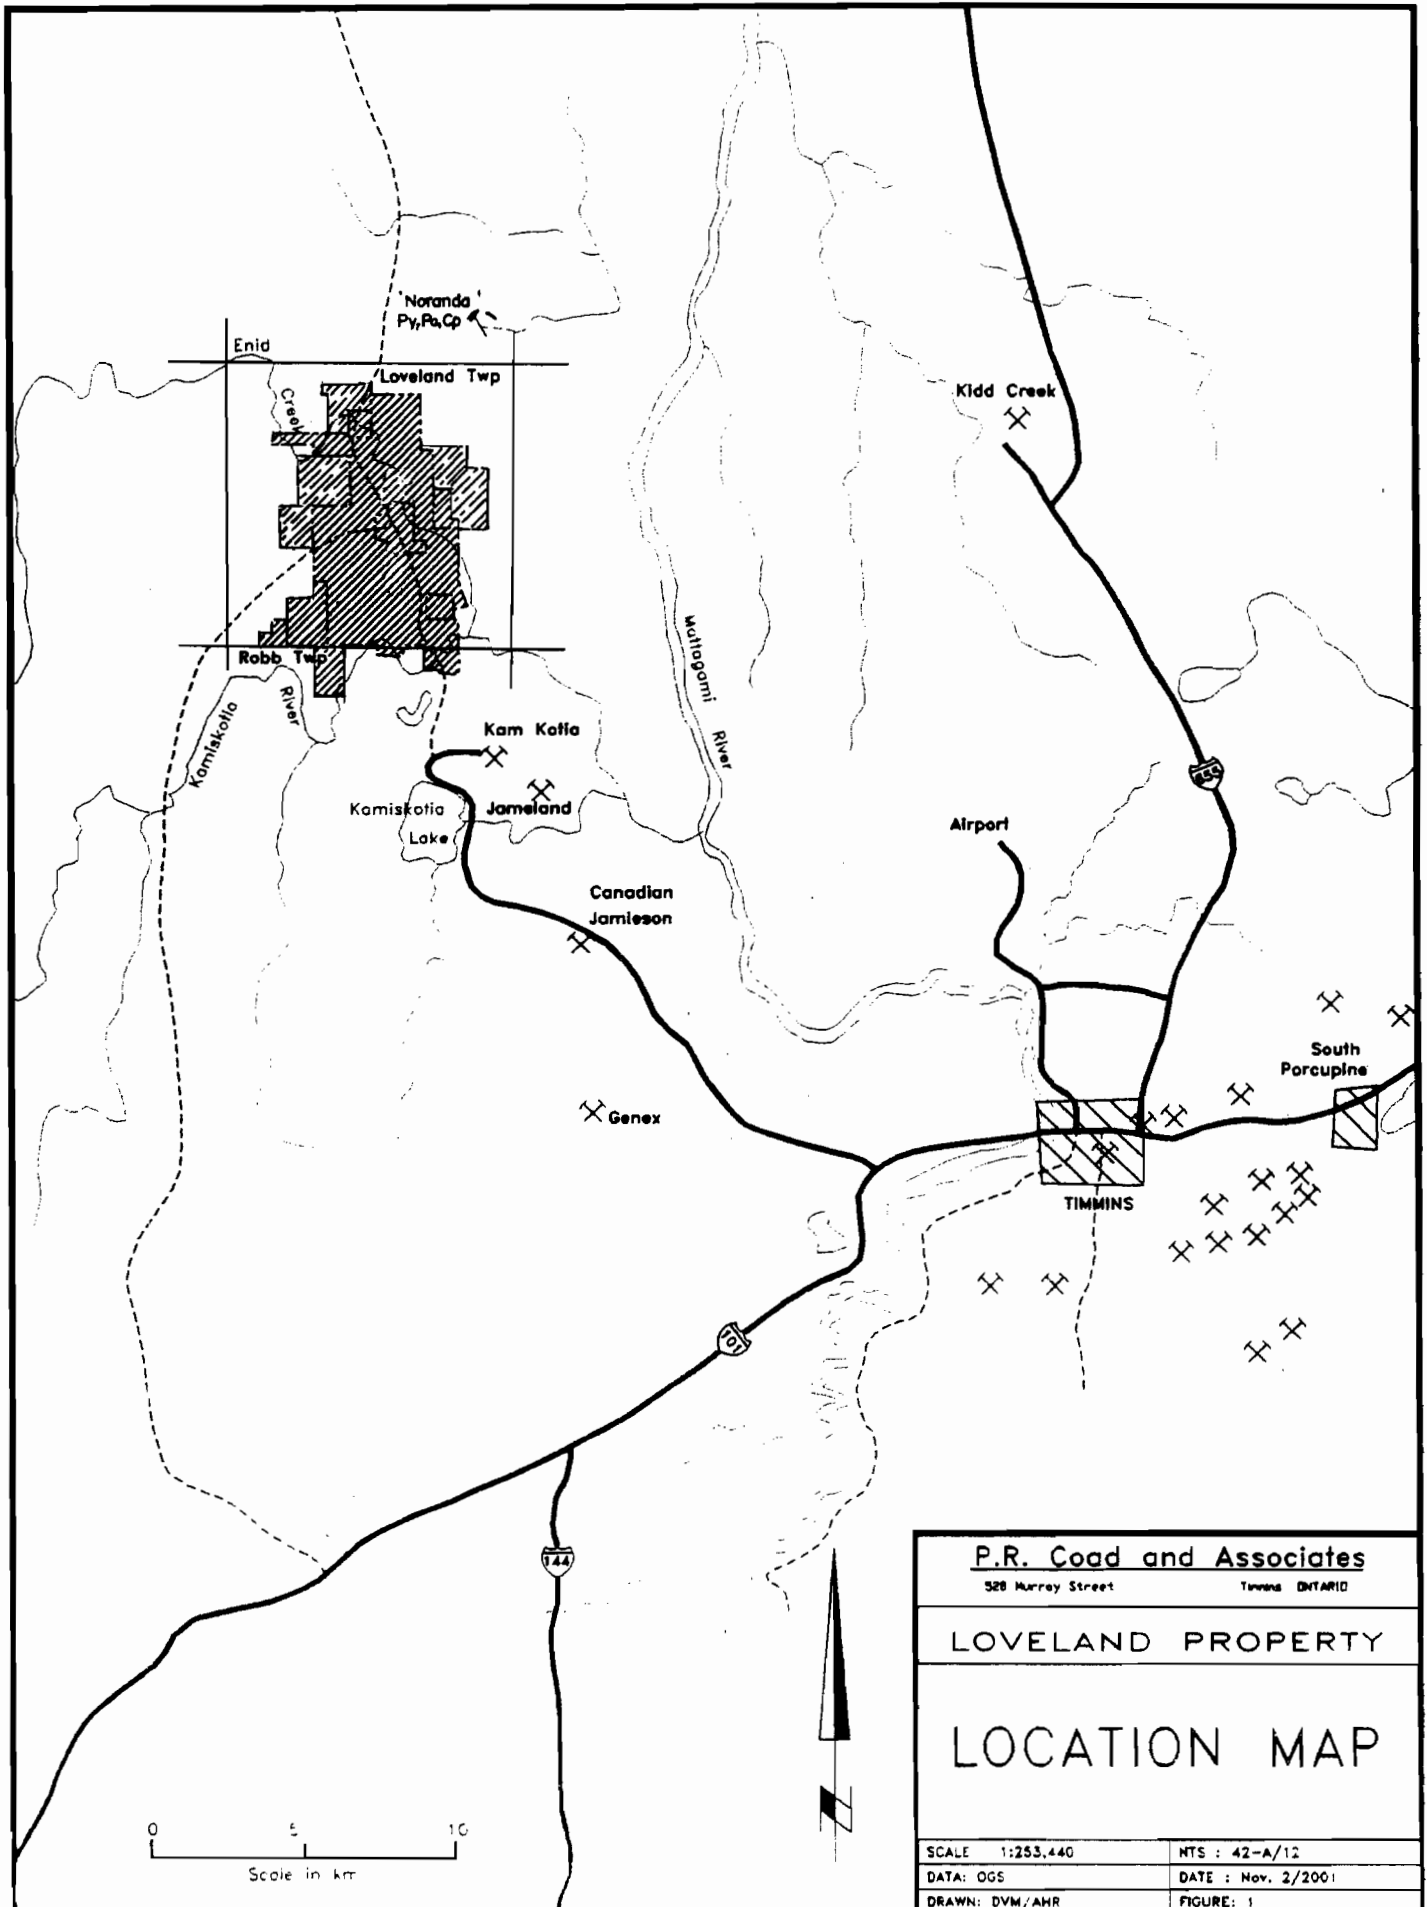 'Noranda'
Py,Po,Cp
Enid
Loveland Twp
Creek
Kidd Creek
Mattagami
River
Robb Twp
Kamiskotia
River
Kam Kotia
Kamiskotia
Lake
Jameland
655
Airport
Canadian
Jamieson
South
Porcupine
Genex
TIMMINS
101
144
P.R. Coad and Associates
528 Murray Street Timmins ONTARIO
LOVELAND PROPERTY
LOCATION MAP
0 5 10
Scale in km
SCALE 1:253,440 NTS : 42-A/12
DATA: OGS DATE : Nov. 2/2001
DRAWN: DVM/AHR FIGURE: 1